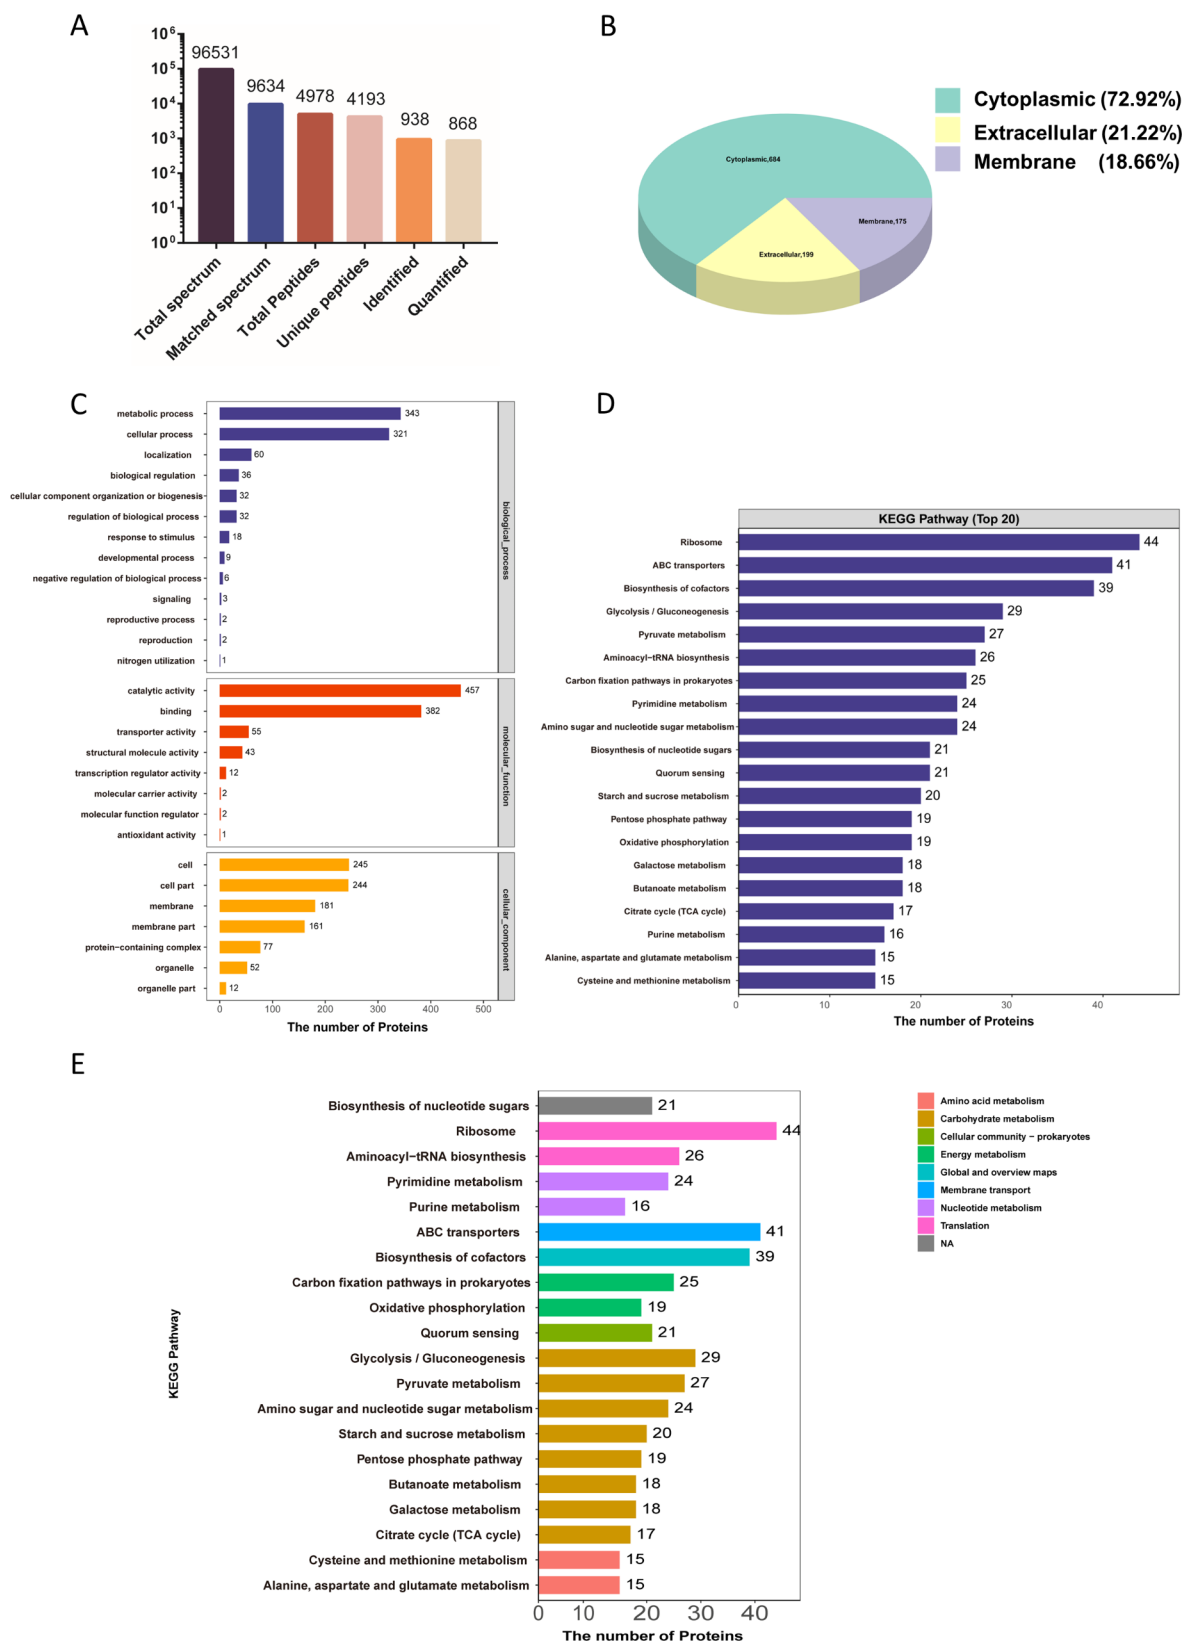 A
10^6
10^5
10^4
10^3
10^2
10^1
10^0
96531
9634
4978
4193
938
868
Total spectrum
Matched spectrum
Total Peptides
Unique peptides
Identified
Quantified
B
Cytoplasmic,684
Extracellular,199
Membrane,175
Cytoplasmic (72.92%)
Extracellular (21.22%)
Membrane (18.66%)
C
metabolic process 343
cellular process 321
localization 60
biological regulation 36
cellular component organization or biogenesis 32
regulation of biological process 32
response to stimulus 18
developmental process 9
negative regulation of biological process 6
signaling 3
reproductive process 2
reproduction 2
nitrogen utilization 1
biological_process
catalytic activity 457
binding 382
transporter activity 55
structural molecule activity 43
transcription regulator activity 12
molecular carrier activity 2
molecular function regulator 2
antioxidant activity 1
molecular_function
cell 245
cell part 244
membrane 181
membrane part 161
protein−containing complex 77
organelle 52
organelle part 12
cellular_component
0 100 200 300 400 500
The number of Proteins
D
KEGG Pathway (Top 20)
Ribosome 44
ABC transporters 41
Biosynthesis of cofactors 39
Glycolysis / Gluconeogenesis 29
Pyruvate metabolism 27
Aminoacyl−tRNA biosynthesis 26
Carbon fixation pathways in prokaryotes 25
Pyrimidine metabolism 24
Amino sugar and nucleotide sugar metabolism 24
Biosynthesis of nucleotide sugars 21
Quorum sensing 21
Starch and sucrose metabolism 20
Pentose phosphate pathway 19
Oxidative phosphorylation 19
Galactose metabolism 18
Butanoate metabolism 18
Citrate cycle (TCA cycle) 17
Purine metabolism 16
Alanine, aspartate and glutamate metabolism 15
Cysteine and methionine metabolism 15
0 10 20 30 40
The number of Proteins
E
KEGG Pathway
Biosynthesis of nucleotide sugars 21
Ribosome 44
Aminoacyl−tRNA biosynthesis 26
Pyrimidine metabolism 24
Purine metabolism 16
ABC transporters 41
Biosynthesis of cofactors 39
Carbon fixation pathways in prokaryotes 25
Oxidative phosphorylation 19
Quorum sensing 21
Glycolysis / Gluconeogenesis 29
Pyruvate metabolism 27
Amino sugar and nucleotide sugar metabolism 24
Starch and sucrose metabolism 20
Pentose phosphate pathway 19
Butanoate metabolism 18
Galactose metabolism 18
Citrate cycle (TCA cycle) 17
Cysteine and methionine metabolism 15
Alanine, aspartate and glutamate metabolism 15
0 10 20 30 40
The number of Proteins
Amino acid metabolism
Carbohydrate metabolism
Cellular community − prokaryotes
Energy metabolism
Global and overview maps
Membrane transport
Nucleotide metabolism
Translation
NA